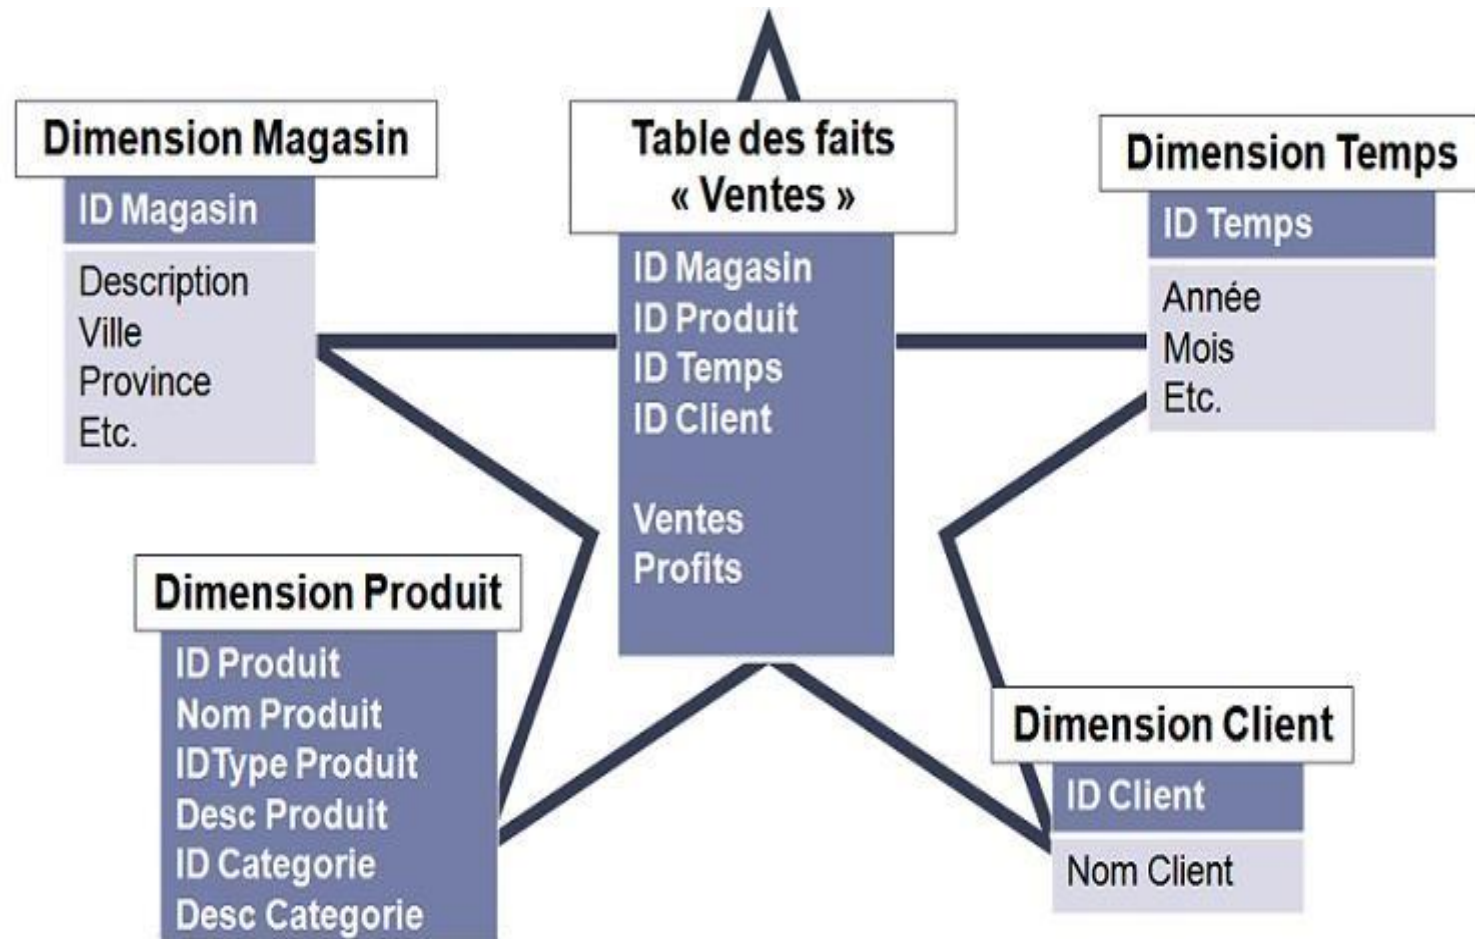 Dimension Magasin
ID Magasin
Description
Ville
Province
Etc.
Table des faits
« Ventes »
ID Magasin
ID Produit
ID Temps
ID Client
Ventes
Profits
Dimension Temps
ID Temps
Année
Mois
Etc.
Dimension Produit
ID Produit
Nom Produit
IDType Produit
Desc Produit
ID Categorie
Desc Categorie
Dimension Client
ID Client
Nom Client